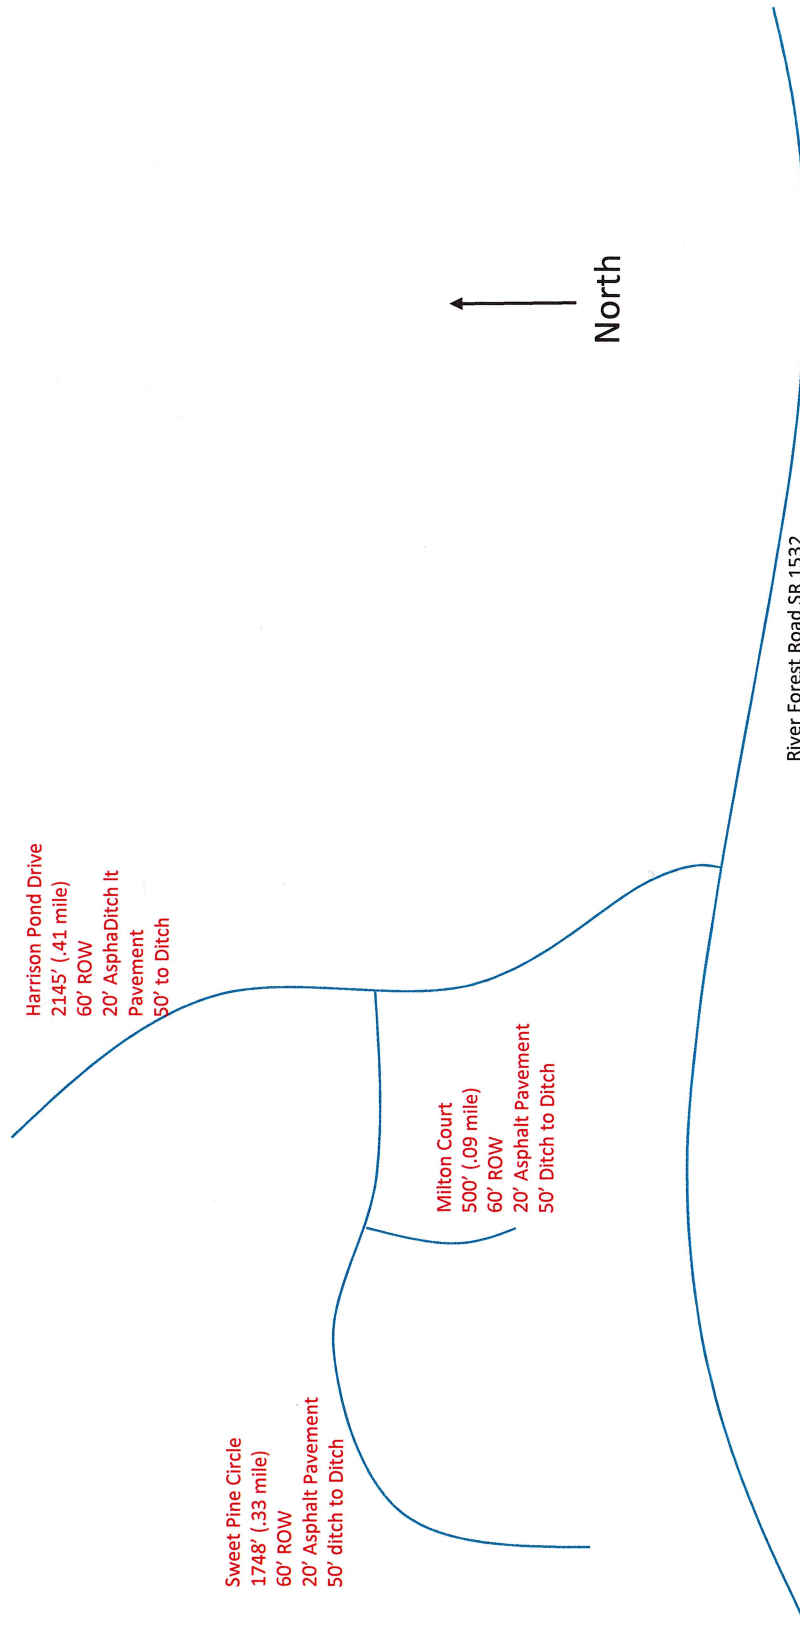 Harrison Pond Drive
2145' (.41 mile)
60' ROW
20' AsphaDitch lt
Pavement
50' to Ditch
Sweet Pine Circle
1748' (.33 mile)
60' ROW
20' Asphalt Pavement
50' ditch to Ditch
Milton Court
500' (.09 mile)
60' ROW
20' Asphalt Pavement
50' Ditch to Ditch
North
River Forest Road SR 1532